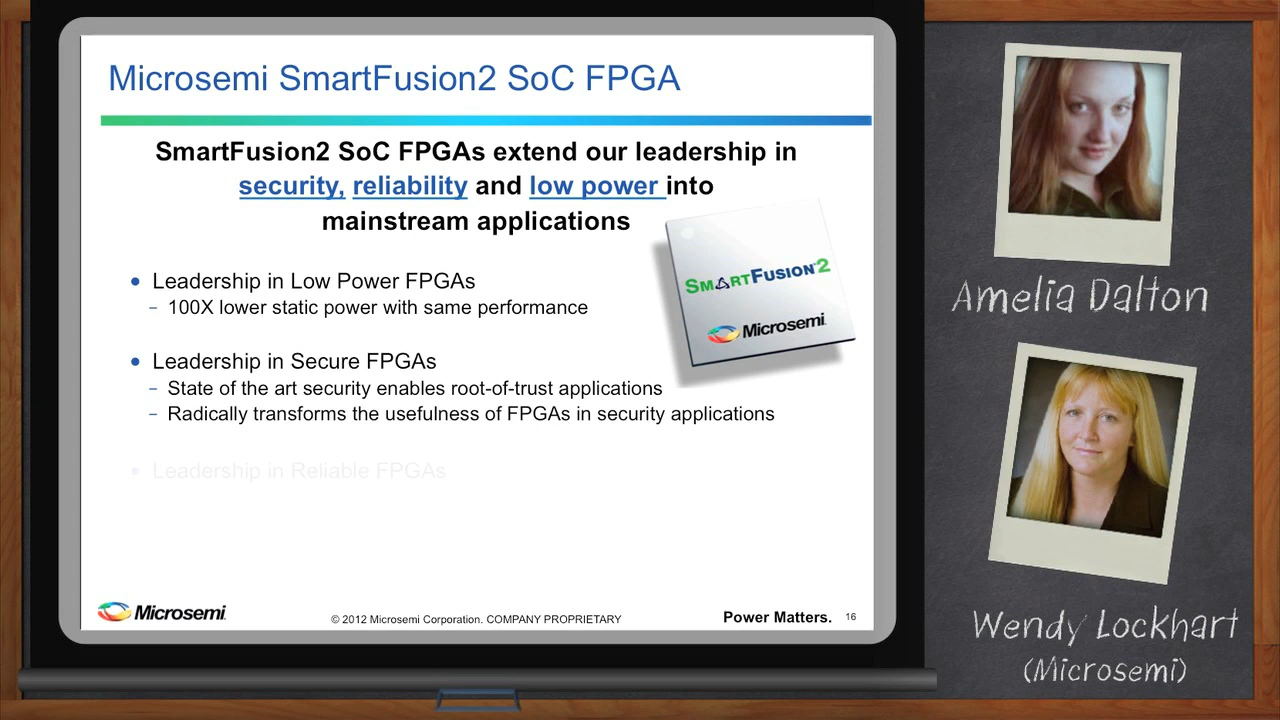 Microsemi SmartFusion2 SoC FPGA
SmartFusion2 SoC FPGAs extend our leadership in
security, reliability and low power into
mainstream applications
• Leadership in Low Power FPGAs
– 100X lower static power with same performance
• Leadership in Secure FPGAs
– State of the art security enables root-of-trust applications
– Radically transforms the usefulness of FPGAs in security applications
• Leadership in Reliable FPGAs
SmartFusion™2
Microsemi.
Microsemi.
© 2012 Microsemi Corporation. COMPANY PROPRIETARY
Power Matters.
16
Amelia Dalton
Wendy Lockhart
(Microsemi)